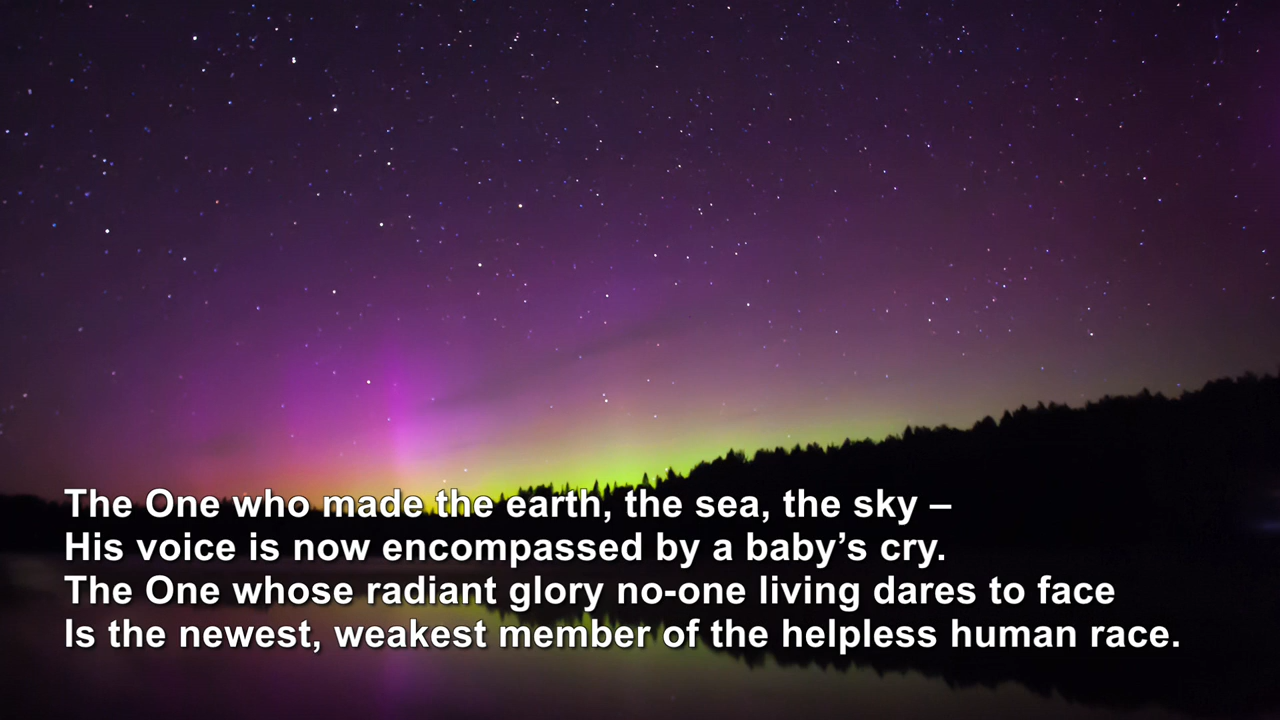 The One who made the earth, the sea, the sky –
His voice is now encompassed by a baby’s cry.
The One whose radiant glory no-one living dares to face
Is the newest, weakest member of the helpless human race.